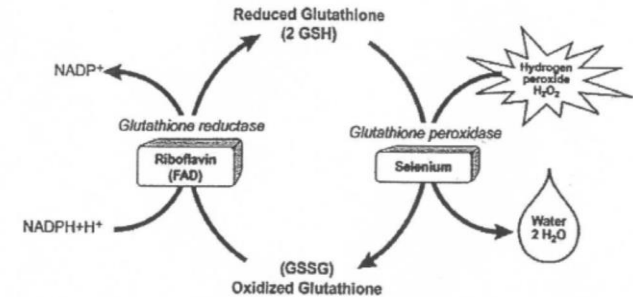 Reduced Glutathione
(2 GSH)
NADP+
Hydrogen
peroxide
H₂O₂
Glutathione reductase
Glutathione peroxidase
Riboflavin
(FAD)
Selenium
NADPH+H+
Water
2 H₂O
(GSSG)
Oxidized Glutathione